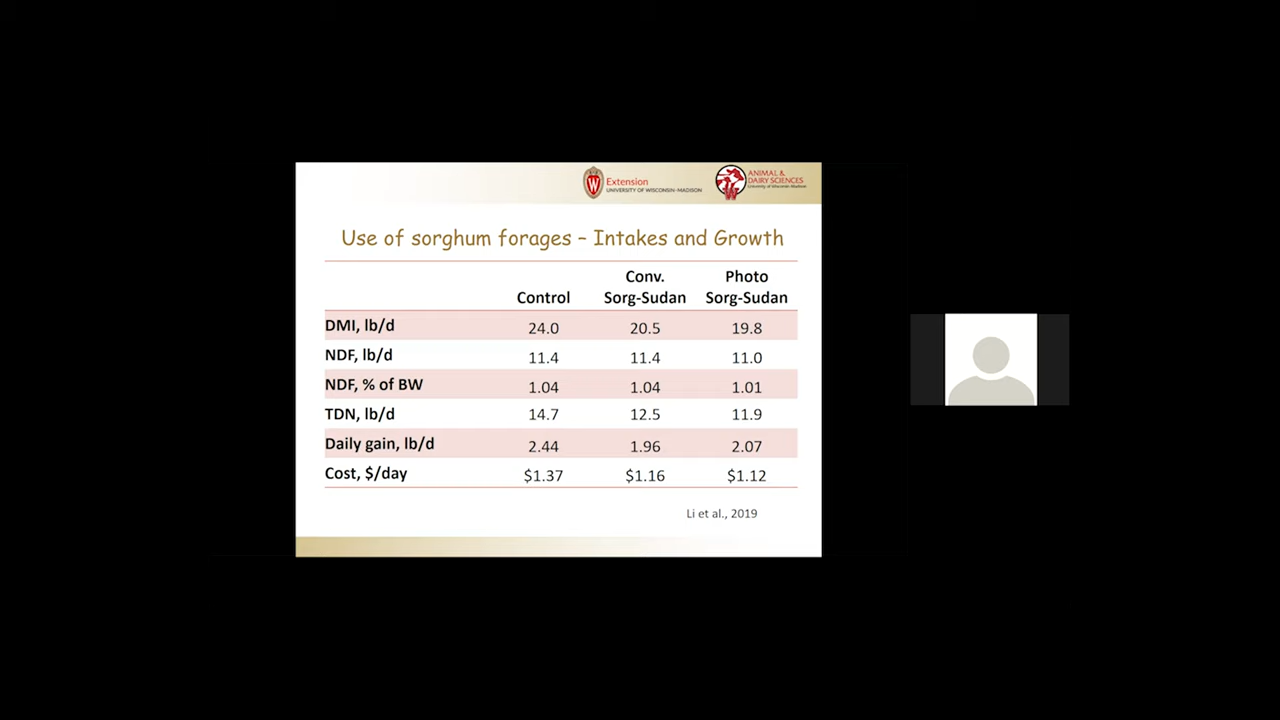 Extension
UNIVERSITY OF WISCONSIN-MADISON
ANIMAL &
DAIRY SCIENCES
University of Wisconsin-Madison
Use of sorghum forages – Intakes and Growth
Control Conv. Sorg-Sudan Photo Sorg-Sudan
DMI, lb/d 24.0 20.5 19.8
NDF, lb/d 11.4 11.4 11.0
NDF, % of BW 1.04 1.04 1.01
TDN, lb/d 14.7 12.5 11.9
Daily gain, lb/d 2.44 1.96 2.07
Cost, $/day $1.37 $1.16 $1.12
Li et al., 2019